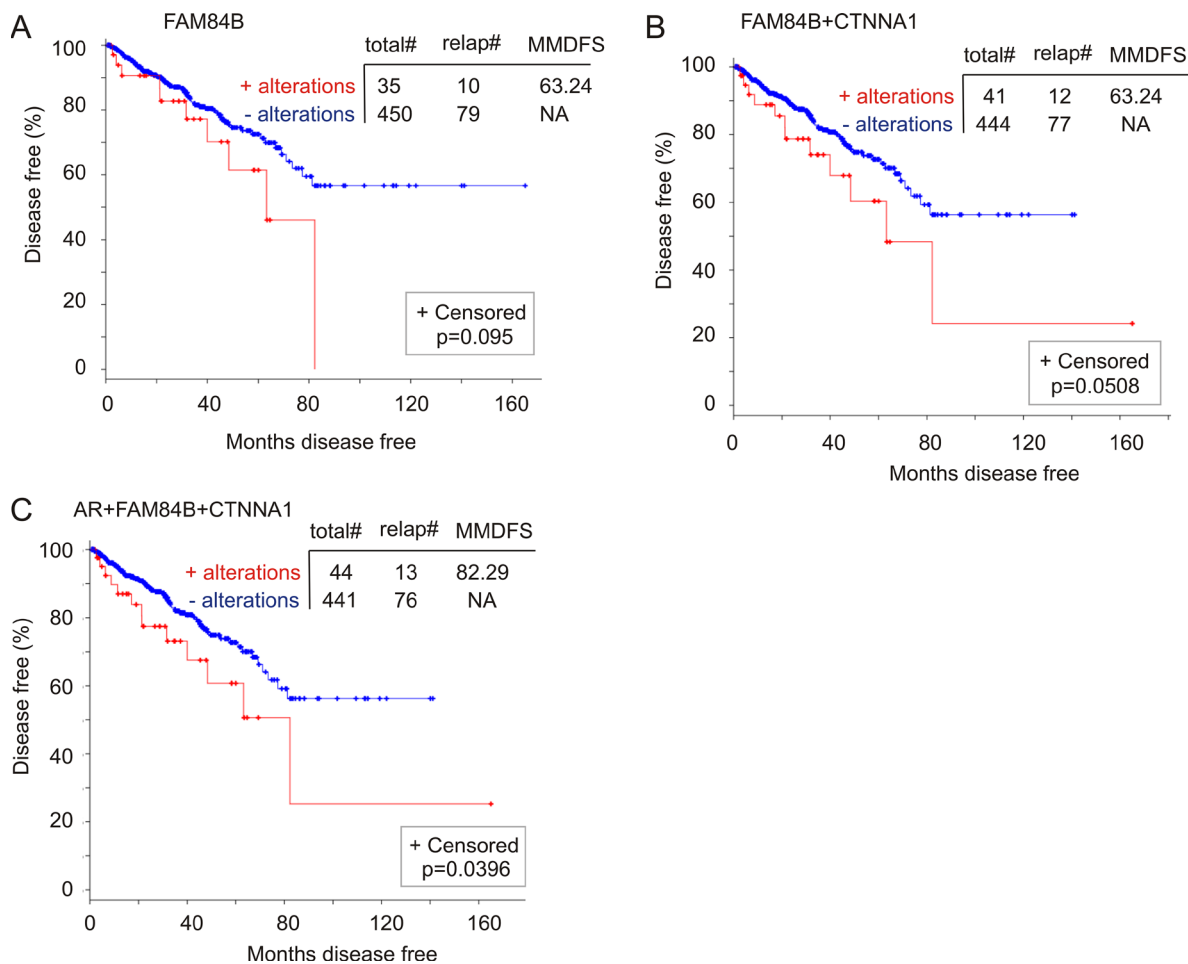 A
FAM84B
total# relap# MMDFS
+ alterations 35 10 63.24
- alterations 450 79 NA
Disease free (%)
100
80
60
40
20
0
+ Censored
p=0.095
0 40 80 120 160
Months disease free
B
FAM84B+CTNNA1
total# relap# MMDFS
+ alterations 41 12 63.24
- alterations 444 77 NA
Disease free (%)
100
80
60
40
20
0
+ Censored
p=0.0508
0 40 80 120 160
Months disease free
C
AR+FAM84B+CTNNA1
total# relap# MMDFS
+ alterations 44 13 82.29
- alterations 441 76 NA
Disease free (%)
100
80
60
40
20
0
+ Censored
p=0.0396
0 40 80 120 160
Months disease free